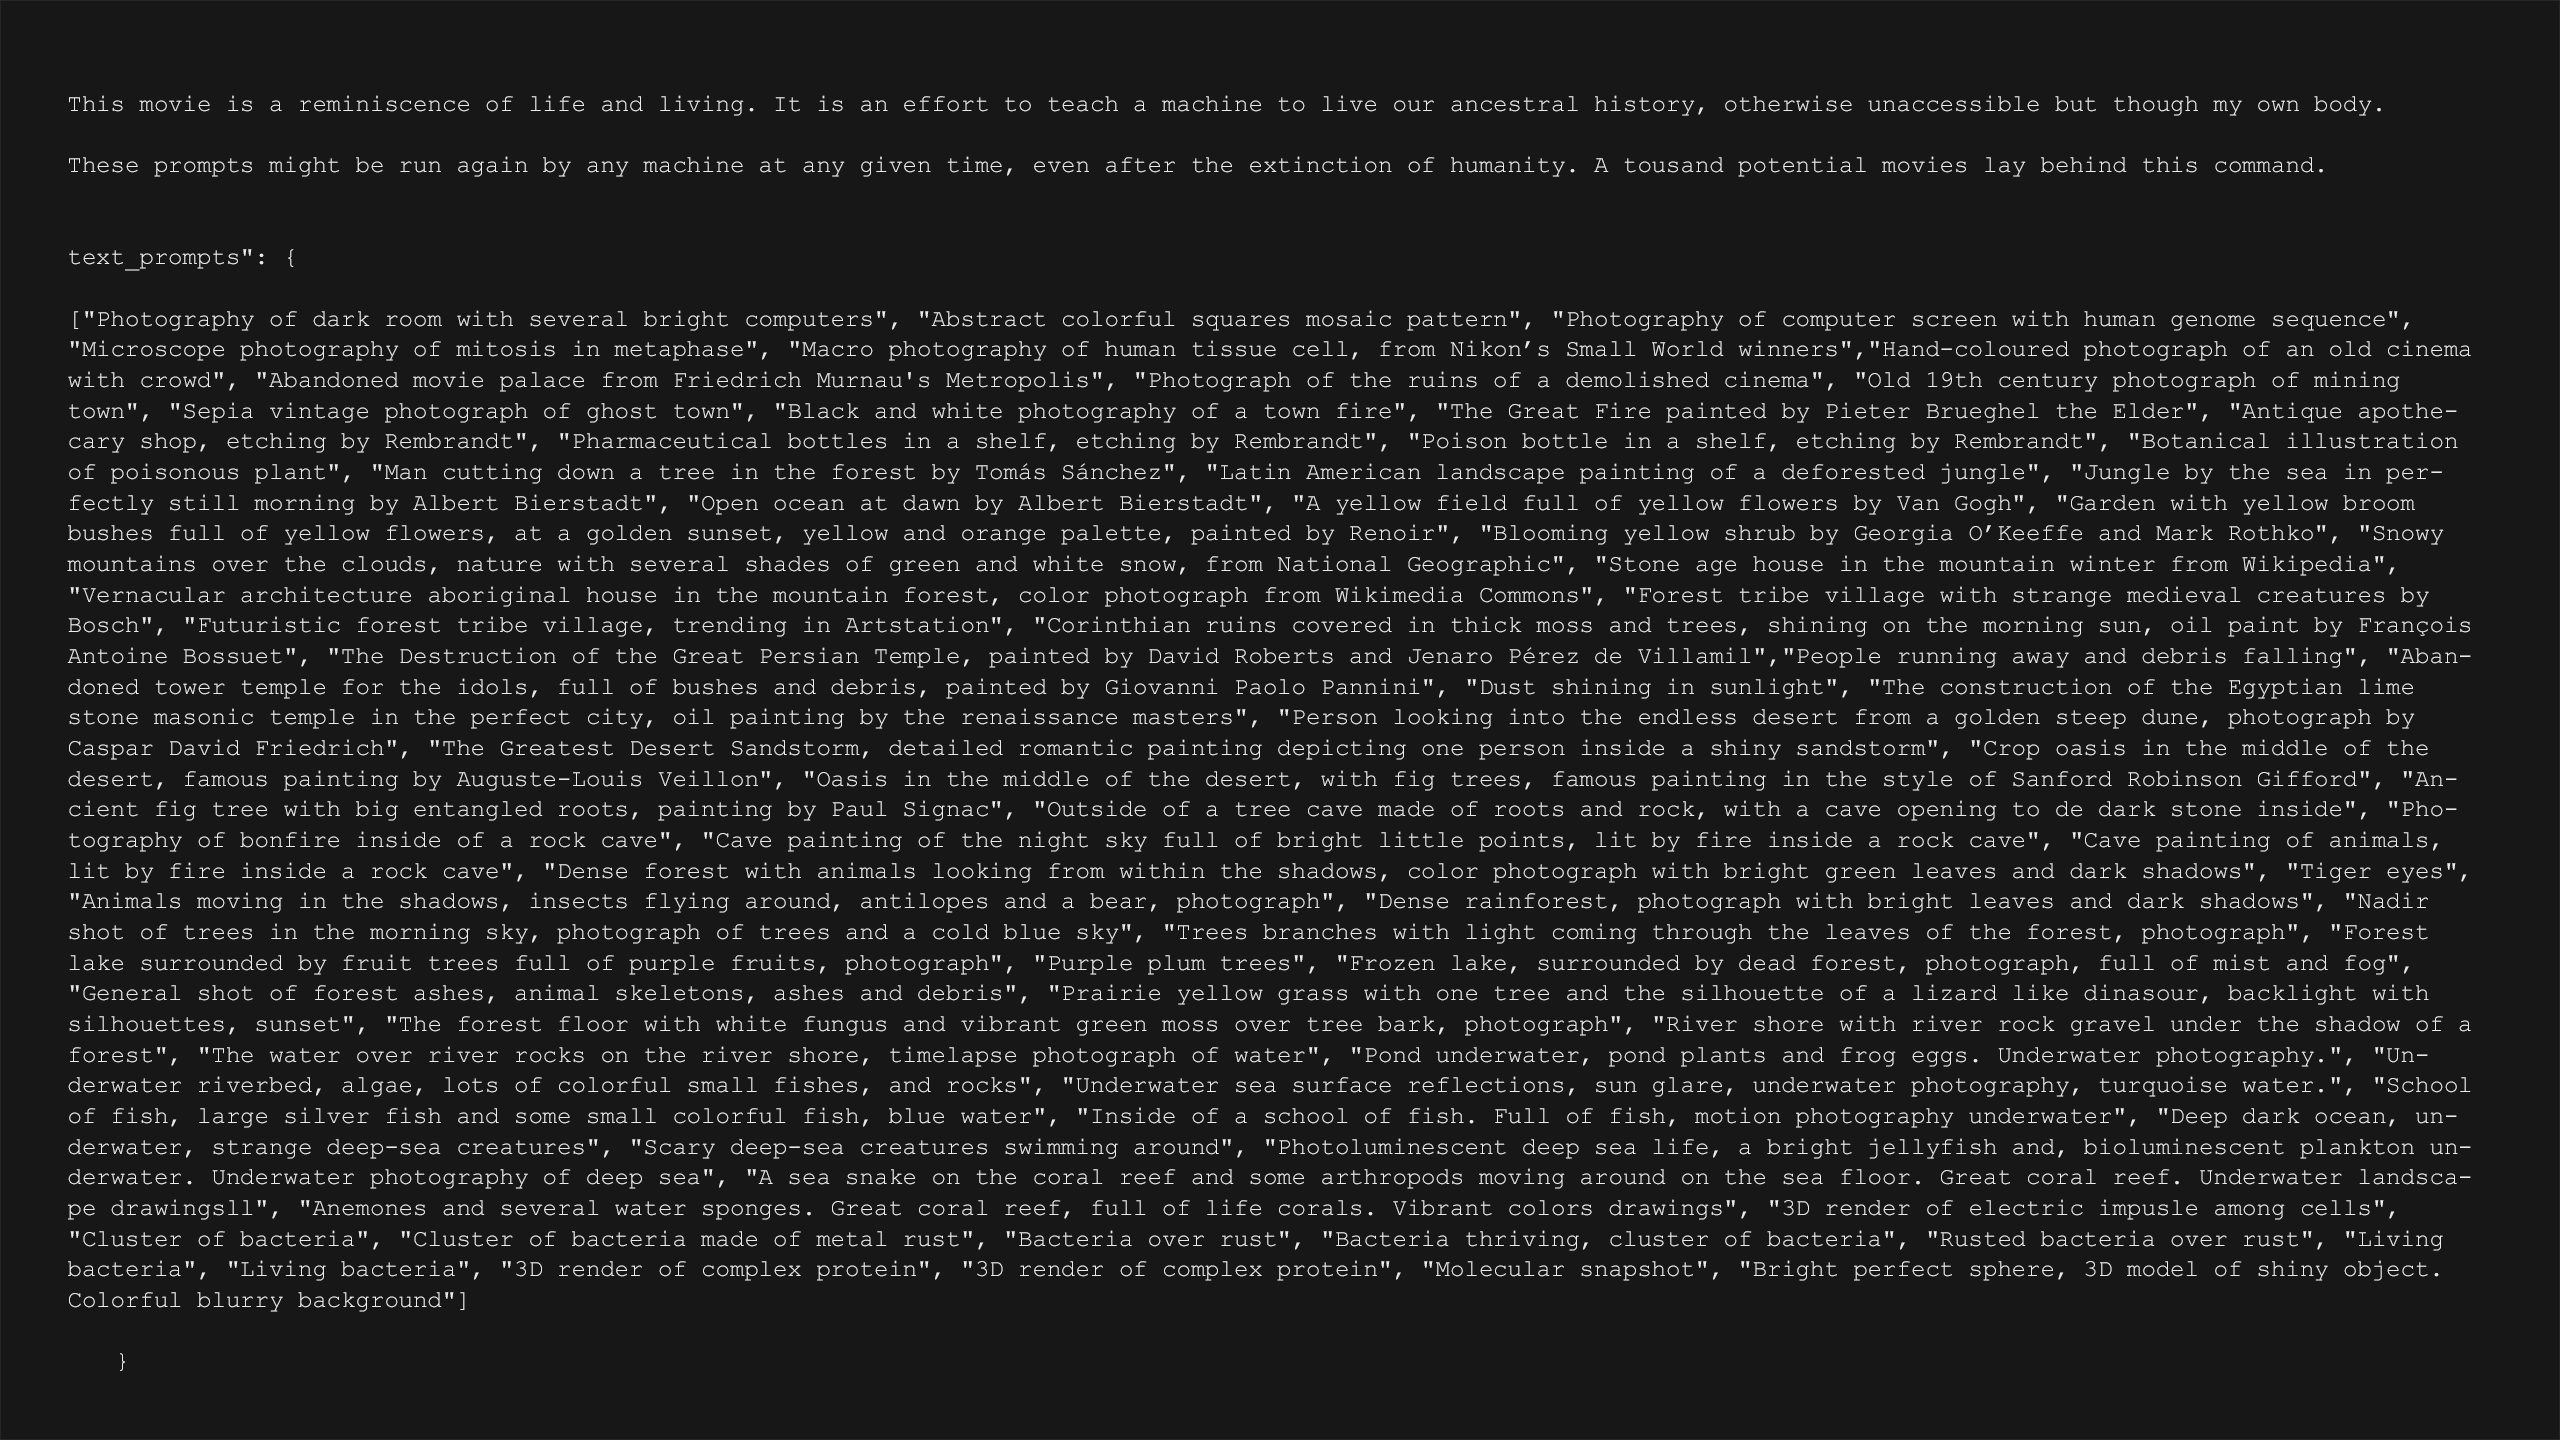 This movie is a reminiscence of life and living. It is an effort to teach a machine to live our ancestral history, otherwise unaccessible but though my own body.
These prompts might be run again by any machine at any given time, even after the extinction of humanity. A tousand potential movies lay behind this command.
text_prompts": {
["Photography of dark room with several bright computers", "Abstract colorful squares mosaic pattern", "Photography of computer screen with human genome sequence",
"Microscope photography of mitosis in metaphase", "Macro photography of human tissue cell, from Nikon’s Small World winners","Hand-coloured photograph of an old cinema
with crowd", "Abandoned movie palace from Friedrich Murnau's Metropolis", "Photograph of the ruins of a demolished cinema", "Old 19th century photograph of mining
town", "Sepia vintage photograph of ghost town", "Black and white photography of a town fire", "The Great Fire painted by Pieter Brueghel the Elder", "Antique apothe-
cary shop, etching by Rembrandt", "Pharmaceutical bottles in a shelf, etching by Rembrandt", "Poison bottle in a shelf, etching by Rembrandt", "Botanical illustration
of poisonous plant", "Man cutting down a tree in the forest by Tomás Sánchez", "Latin American landscape painting of a deforested jungle", "Jungle by the sea in per-
fectly still morning by Albert Bierstadt", "Open ocean at dawn by Albert Bierstadt", "A yellow field full of yellow flowers by Van Gogh", "Garden with yellow broom
bushes full of yellow flowers, at a golden sunset, yellow and orange palette, painted by Renoir", "Blooming yellow shrub by Georgia O’Keeffe and Mark Rothko", "Snowy
mountains over the clouds, nature with several shades of green and white snow, from National Geographic", "Stone age house in the mountain winter from Wikipedia",
"Vernacular architecture aboriginal house in the mountain forest, color photograph from Wikimedia Commons", "Forest tribe village with strange medieval creatures by
Bosch", "Futuristic forest tribe village, trending in Artstation", "Corinthian ruins covered in thick moss and trees, shining on the morning sun, oil paint by François
Antoine Bossuet", "The Destruction of the Great Persian Temple, painted by David Roberts and Jenaro Pérez de Villamil","People running away and debris falling", "Aban-
doned tower temple for the idols, full of bushes and debris, painted by Giovanni Paolo Pannini", "Dust shining in sunlight", "The construction of the Egyptian lime
stone masonic temple in the perfect city, oil painting by the renaissance masters", "Person looking into the endless desert from a golden steep dune, photograph by
Caspar David Friedrich", "The Greatest Desert Sandstorm, detailed romantic painting depicting one person inside a shiny sandstorm", "Crop oasis in the middle of the
desert, famous painting by Auguste-Louis Veillon", "Oasis in the middle of the desert, with fig trees, famous painting in the style of Sanford Robinson Gifford", "An-
cient fig tree with big entangled roots, painting by Paul Signac", "Outside of a tree cave made of roots and rock, with a cave opening to de dark stone inside", "Pho-
tography of bonfire inside of a rock cave", "Cave painting of the night sky full of bright little points, lit by fire inside a rock cave", "Cave painting of animals,
lit by fire inside a rock cave", "Dense forest with animals looking from within the shadows, color photograph with bright green leaves and dark shadows", "Tiger eyes",
"Animals moving in the shadows, insects flying around, antilopes and a bear, photograph", "Dense rainforest, photograph with bright leaves and dark shadows", "Nadir
shot of trees in the morning sky, photograph of trees and a cold blue sky", "Trees branches with light coming through the leaves of the forest, photograph", "Forest
lake surrounded by fruit trees full of purple fruits, photograph", "Purple plum trees", "Frozen lake, surrounded by dead forest, photograph, full of mist and fog",
"General shot of forest ashes, animal skeletons, ashes and debris", "Prairie yellow grass with one tree and the silhouette of a lizard like dinasour, backlight with
silhouettes, sunset", "The forest floor with white fungus and vibrant green moss over tree bark, photograph", "River shore with river rock gravel under the shadow of a
forest", "The water over river rocks on the river shore, timelapse photograph of water", "Pond underwater, pond plants and frog eggs. Underwater photography.", "Un-
derwater riverbed, algae, lots of colorful small fishes, and rocks", "Underwater sea surface reflections, sun glare, underwater photography, turquoise water.", "School
of fish, large silver fish and some small colorful fish, blue water", "Inside of a school of fish. Full of fish, motion photography underwater", "Deep dark ocean, un-
derwater, strange deep-sea creatures", "Scary deep-sea creatures swimming around", "Photoluminescent deep sea life, a bright jellyfish and, bioluminescent plankton un-
derwater. Underwater photography of deep sea", "A sea snake on the coral reef and some arthropods moving around on the sea floor. Great coral reef. Underwater landsca-
pe drawingsll", "Anemones and several water sponges. Great coral reef, full of life corals. Vibrant colors drawings", "3D render of electric impusle among cells",
"Cluster of bacteria", "Cluster of bacteria made of metal rust", "Bacteria over rust", "Bacteria thriving, cluster of bacteria", "Rusted bacteria over rust", "Living
bacteria", "Living bacteria", "3D render of complex protein", "3D render of complex protein", "Molecular snapshot", "Bright perfect sphere, 3D model of shiny object.
Colorful blurry background"]
}